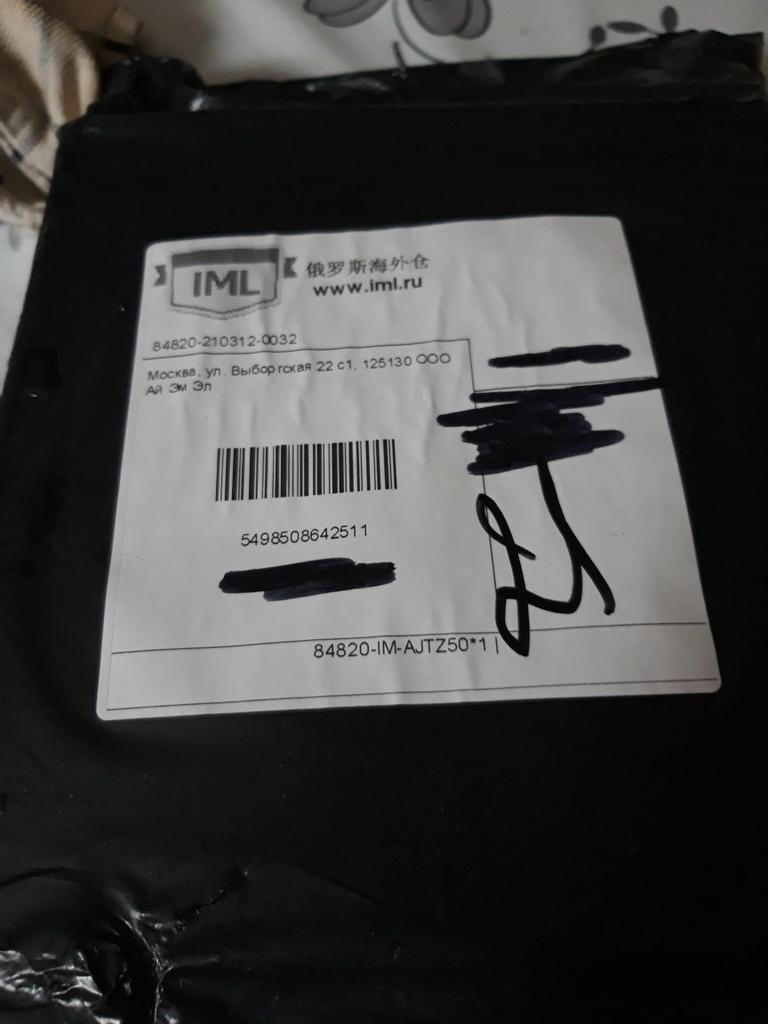 IML
俄罗斯海外仓
www.iml.ru
84820-210312-0032
Москва, ул. Выборгская 22 с1, 125130 ООО
Ай Эм Эл
5498508642511
84820-IM-AJTZ50*1 |